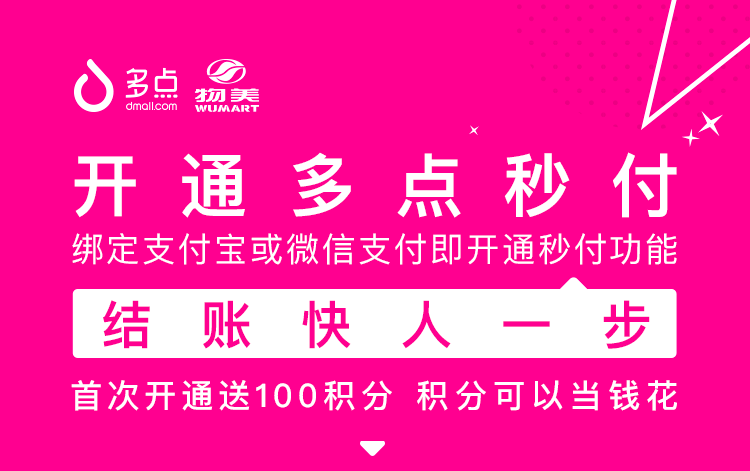 多点
dmall.com
物美
WUMART
开通多点秒付
绑定支付宝或微信支付即开通秒付功能
结账快人一步
首次开通送100积分 积分可以当钱花